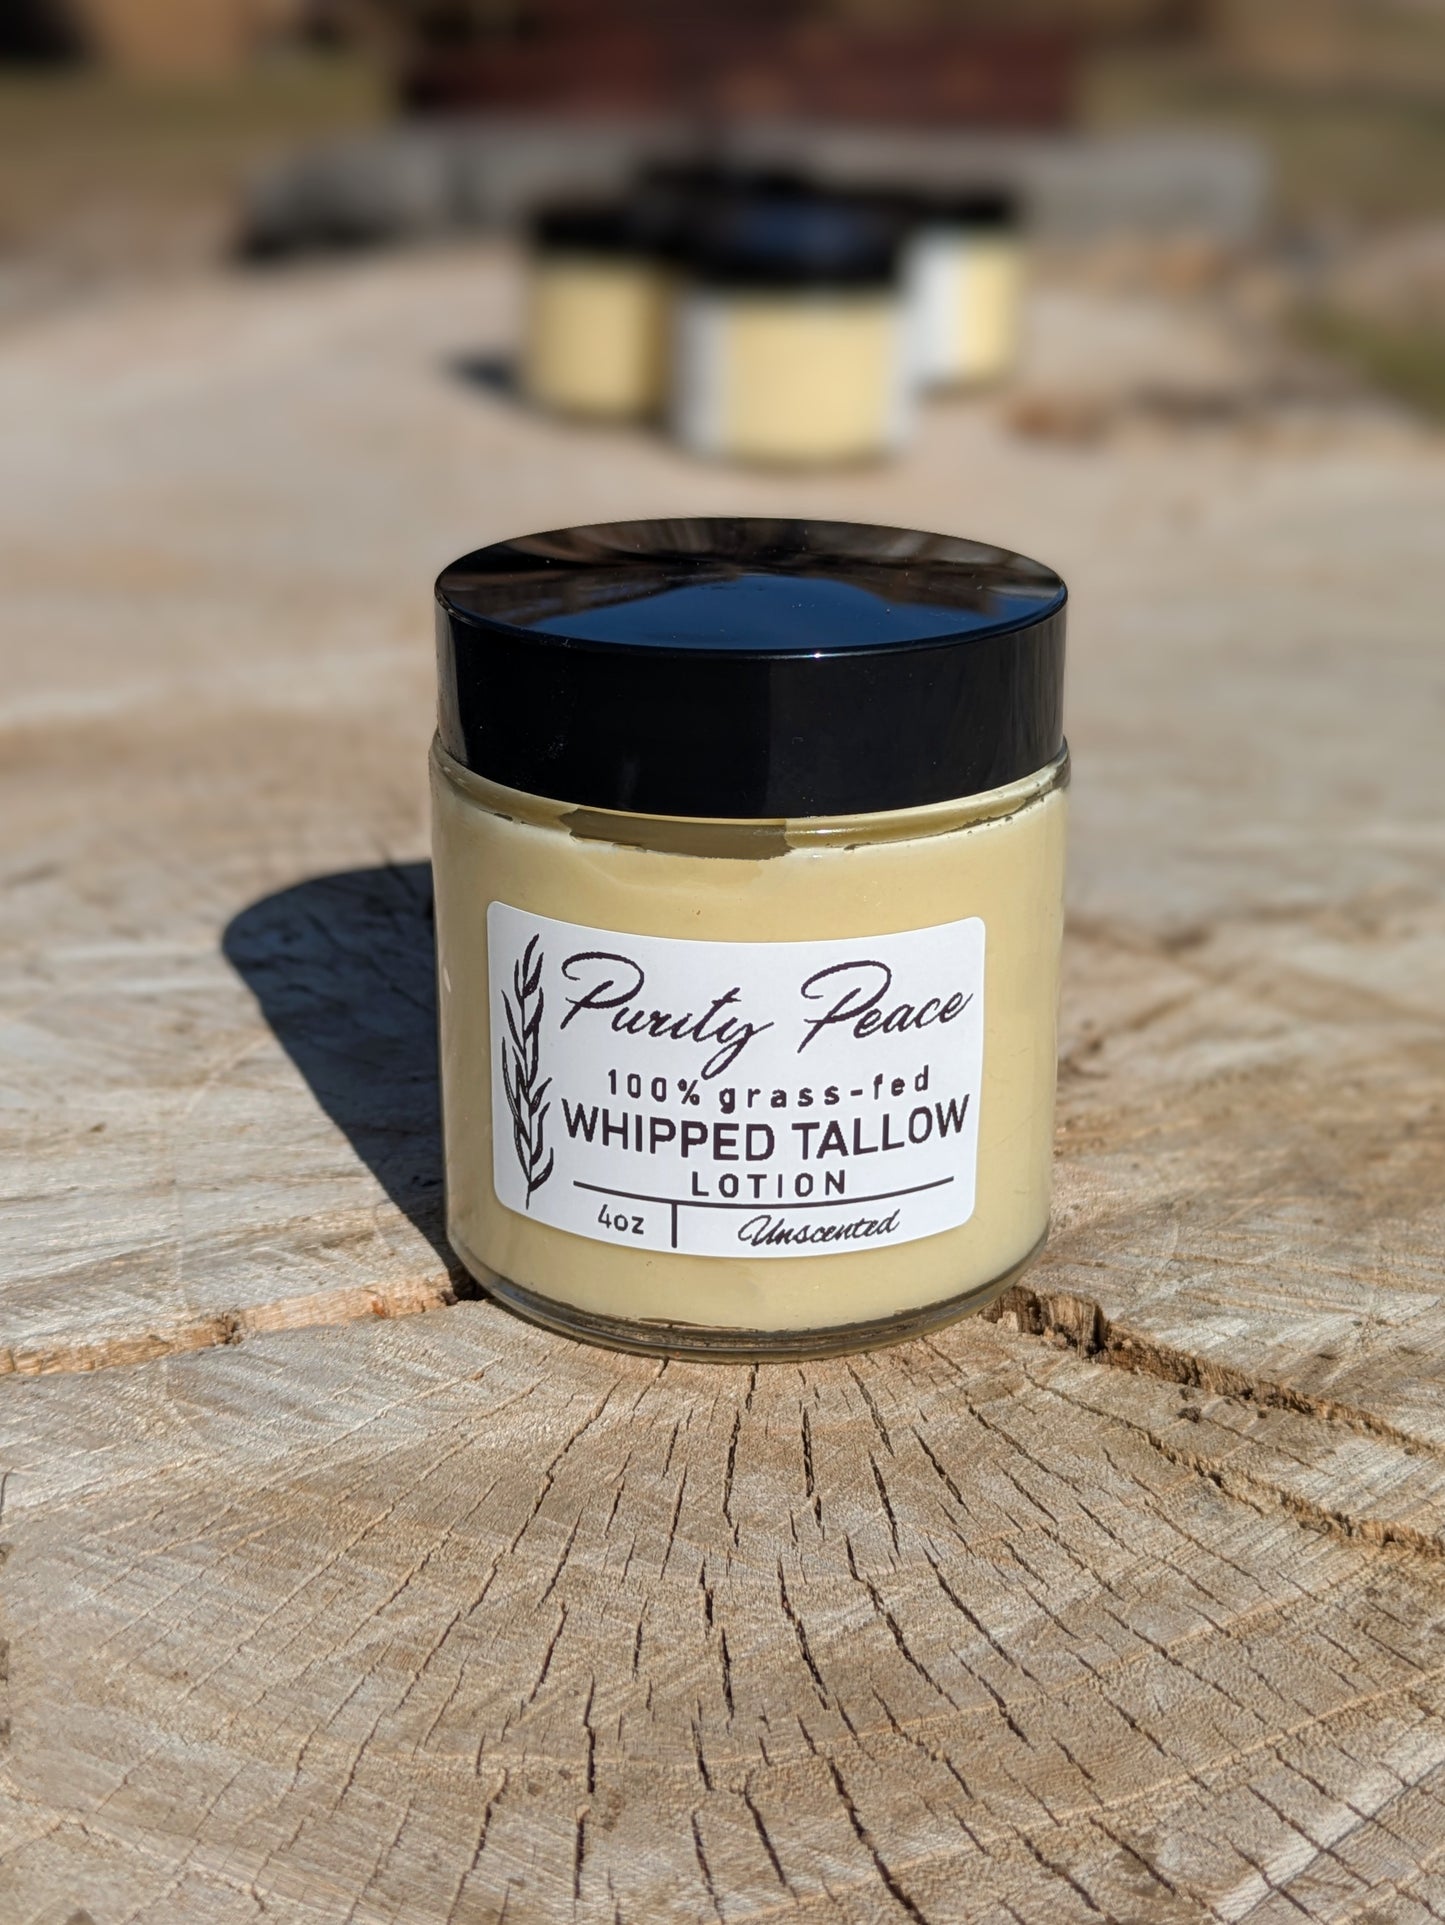 Purity Peace
100% grass-fed
WHIPPED TALLOW
LOTION
4oz Unscented